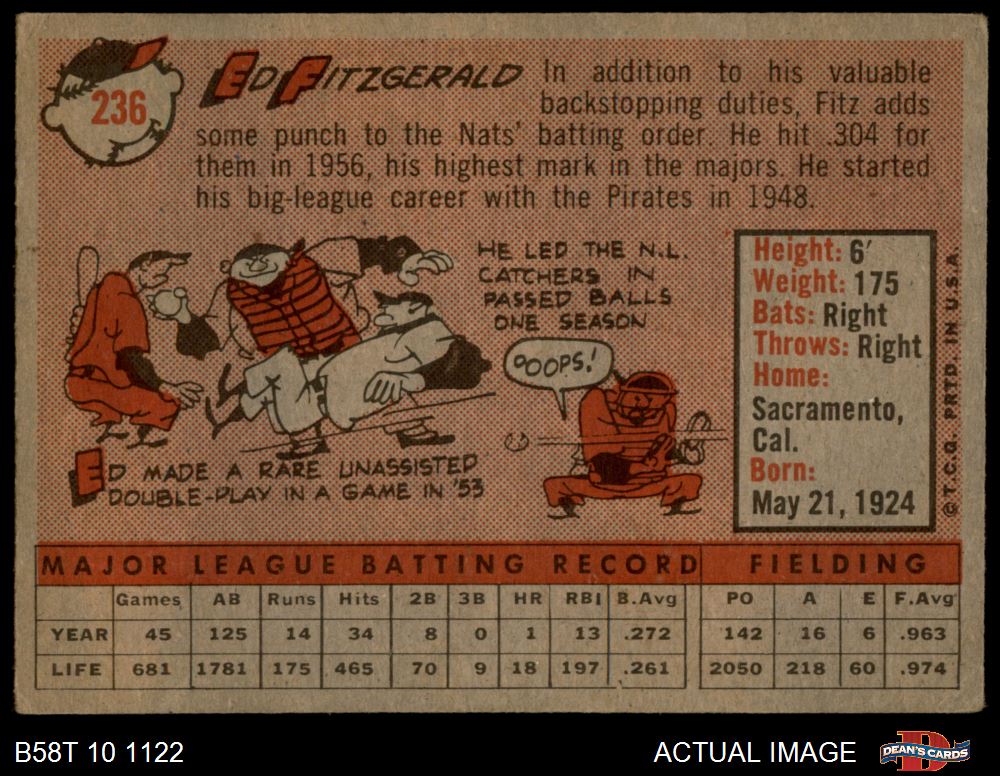 236
ED FITZGERALD
In addition to his valuable
backstopping duties, Fitz adds
some punch to the Nats' batting order. He hit .304 for
them in 1956, his highest mark in the majors. He started
his big-league career with the Pirates in 1948.
HE LED THE N.L.
CATCHERS IN
PASSED BALLS
ONE SEASON
OOOPS!
ED MADE A RARE UNASSISTED
DOUBLE-PLAY IN A GAME IN '53
Height: 6'
Weight: 175
Bats: Right
Throws: Right
Home:
Sacramento,
Cal.
Born:
May 21, 1924
© T.C.G. PRTD. IN U.S.A.
MAJOR LEAGUE BATTING RECORD FIELDING
Games AB Runs Hits 2B 3B HR RBI B.Avg PO A E F.Avg
YEAR 45 125 14 34 8 0 1 13 .272 142 16 6 .963
LIFE 681 1781 175 465 70 9 18 197 .261 2050 218 60 .974
B58T 10 1122
ACTUAL IMAGE
D
DEAN'S CARDS